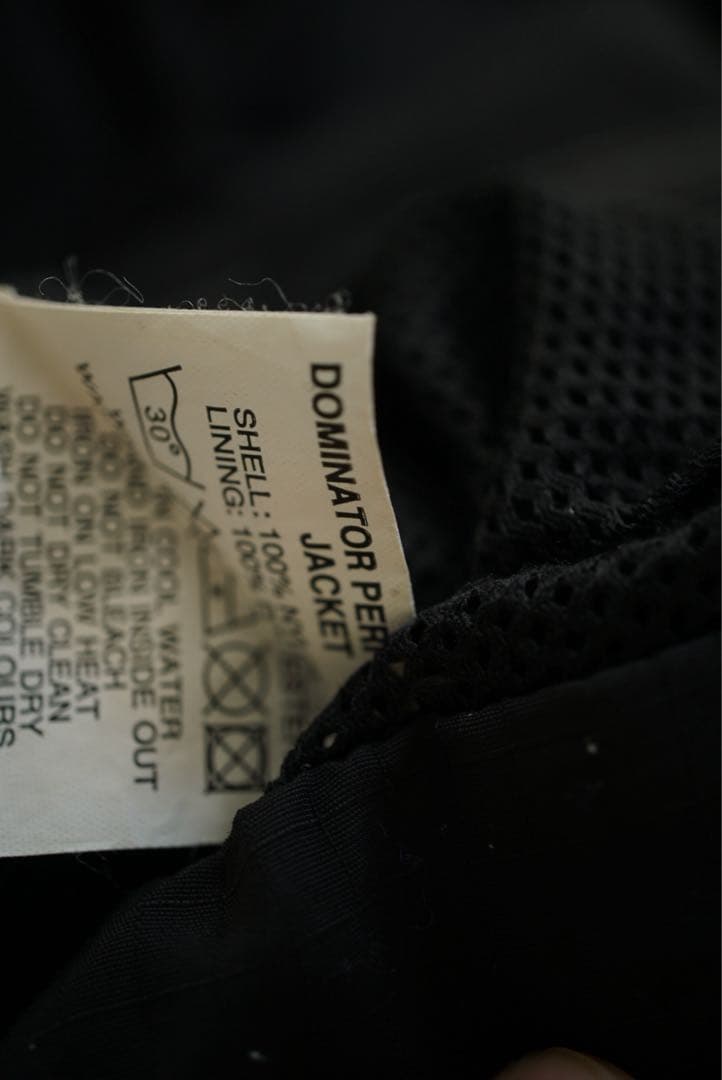 DOMINATOR PER
JACKET
SHELL: 100%
LINING: 100%
30°
COOL WATER
IRON INSIDE OUT
DO NOT BLEACH
IRON ON LOW HEAT
DO NOT DRY CLEAN
DO NOT TUMBLE DRY
DARK COLOURS